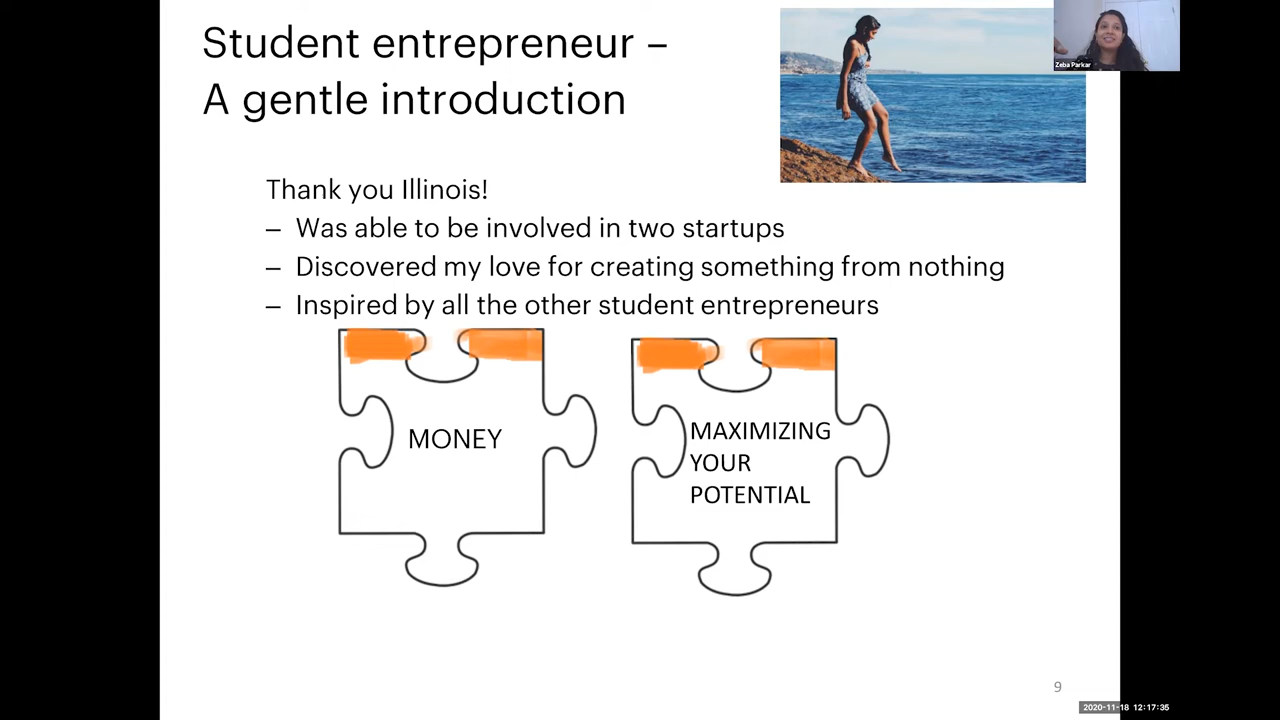 Student entrepreneur –
A gentle introduction
Zeba Parkar
Thank you Illinois!
– Was able to be involved in two startups
– Discovered my love for creating something from nothing
– Inspired by all the other student entrepreneurs
MONEY
MAXIMIZING
YOUR
POTENTIAL
9
2020-11-18 12:17:35